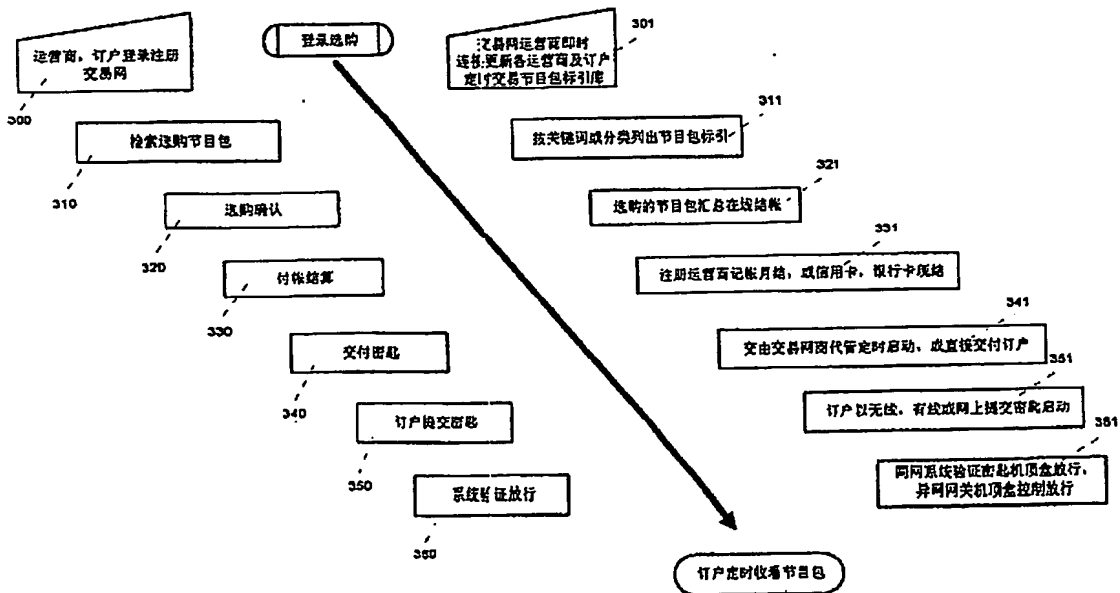 运营商，订户登录注册
交易网
300
登录选购
交易网运营商即时
连接更新各运营商及订户
定时交易节目包标引库
301
检索选购节目包
310
按关键词或分类列出节目包标引
311
选购确认
320
选购的节目包汇总在线结帐
321
付帐结算
330
注册运营商记帐月结，或信用卡，银行卡现结
331
交付密匙
340
交由交易网商代管定时启动，或直接交付订户
341
订户提交密匙
350
订户以无线，有线或网上提交密匙启动
351
系统验证放行
360
同网系统验证密匙机顶盒放行，
异网网关机顶盒控制放行
361
订户定时收看节目包